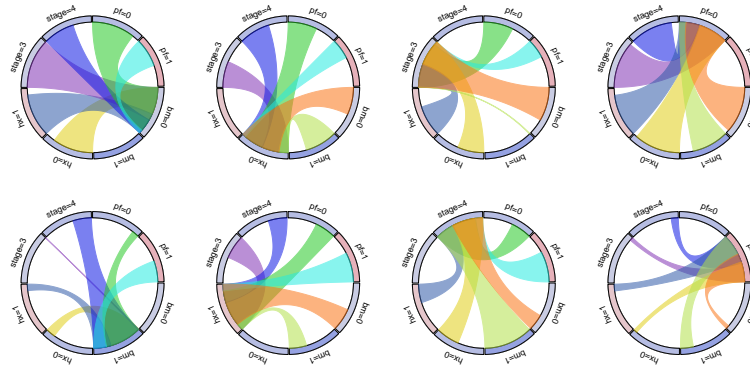 stage=4
pf=0
stage=3
pf=1
hx=1
bm=0
hx=0
bm=1
stage=4
pf=0
stage=3
pf=1
hx=1
bm=0
hx=0
bm=1
stage=4
pf=0
stage=3
pf=1
hx=1
bm=0
hx=0
bm=1
stage=4
pf=0
stage=3
hx=1
hx=0
bm=1
stage=4
pf=0
stage=3
pf=1
hx=1
bm=0
hx=0
bm=1
stage=4
pf=0
stage=3
pf=1
hx=1
bm=0
hx=0
bm=1
stage=4
pf=0
stage=3
pf=1
hx=1
bm=0
hx=0
bm=1
stage=4
pf=0
stage=3
hx=1
hx=0
bm=1